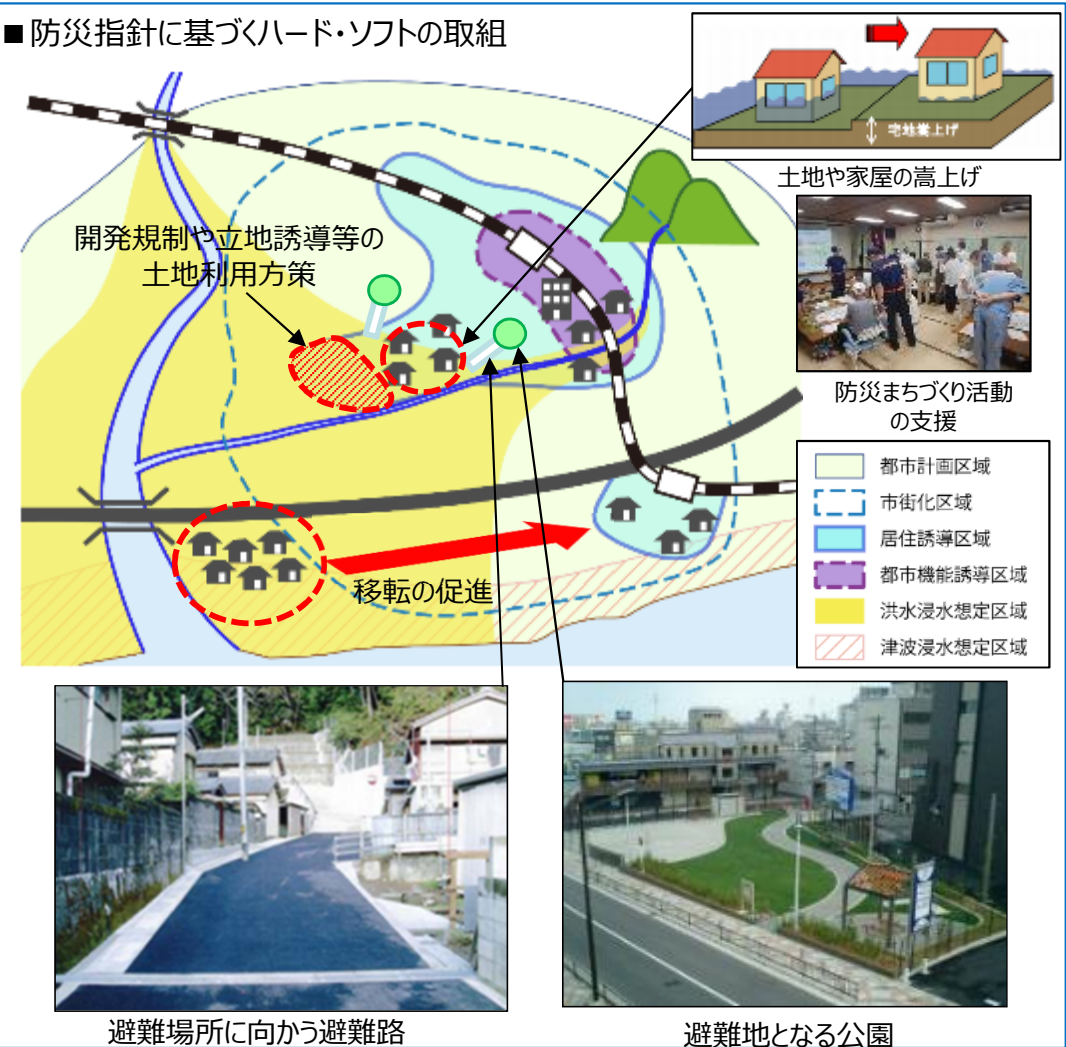 ■防災指針に基づくハード・ソフトの取組
宅地嵩上げ
土地や家屋の嵩上げ
開発規制や立地誘導等の
土地利用方策
防災まちづくり活動
の支援
都市計画区域
市街化区域
居住誘導区域
都市機能誘導区域
洪水浸水想定区域
津波浸水想定区域
移転の促進
避難場所に向かう避難路
避難地となる公園